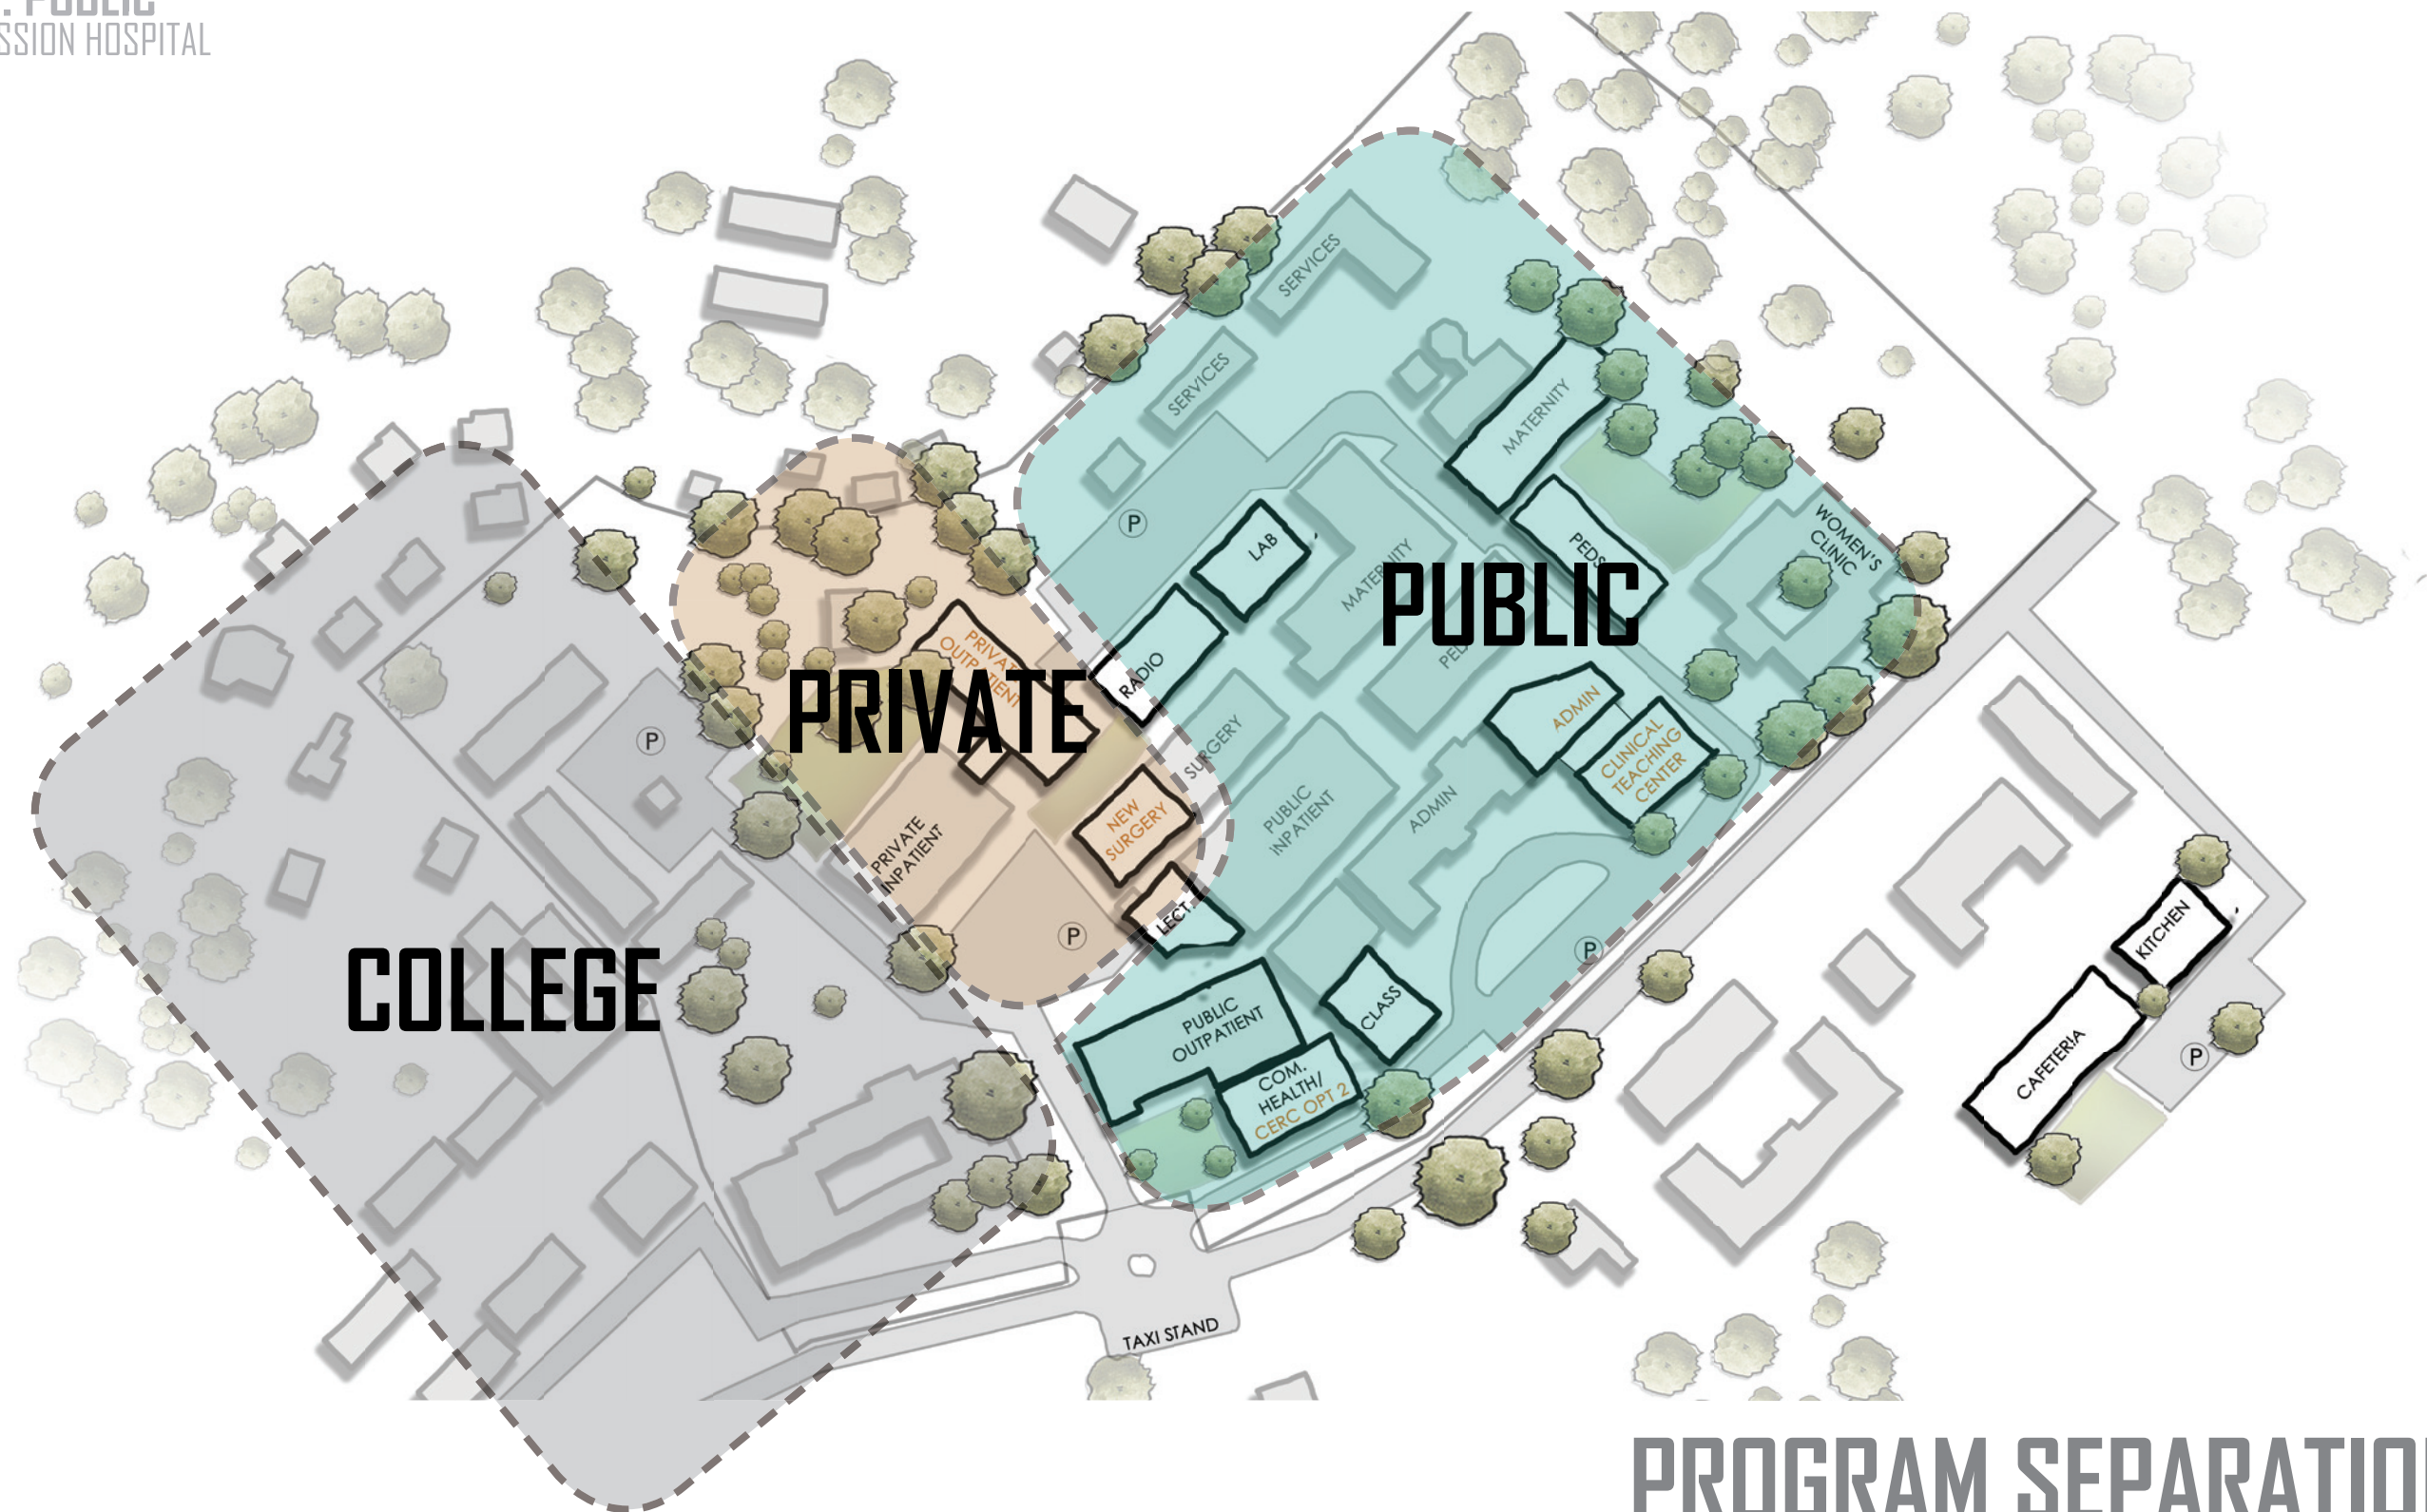 PUBLIC
SSION HOSPITAL
SERVICES
SERVICES
MATERNITY
P
LAB
MATERNITY
PEDS
WOMEN'S
CLINIC
PUBLIC
RADIO
PRIVATE
OUTPATIENT
PRIVATE
P
SURGERY
ADMIN
CLINICAL
TEACHING
CENTER
NEW
SURGERY
PUBLIC
INPATIENT
ADMIN
PRIVATE
INPATIENT
P
LECT.
P
KITCHEN
COLLEGE
PUBLIC
OUTPATIENT
CLASS
COM.
HEALTH/
CERC OPT 2
CAFETERIA
P
TAXI STAND
PROGRAM SEPARATIO